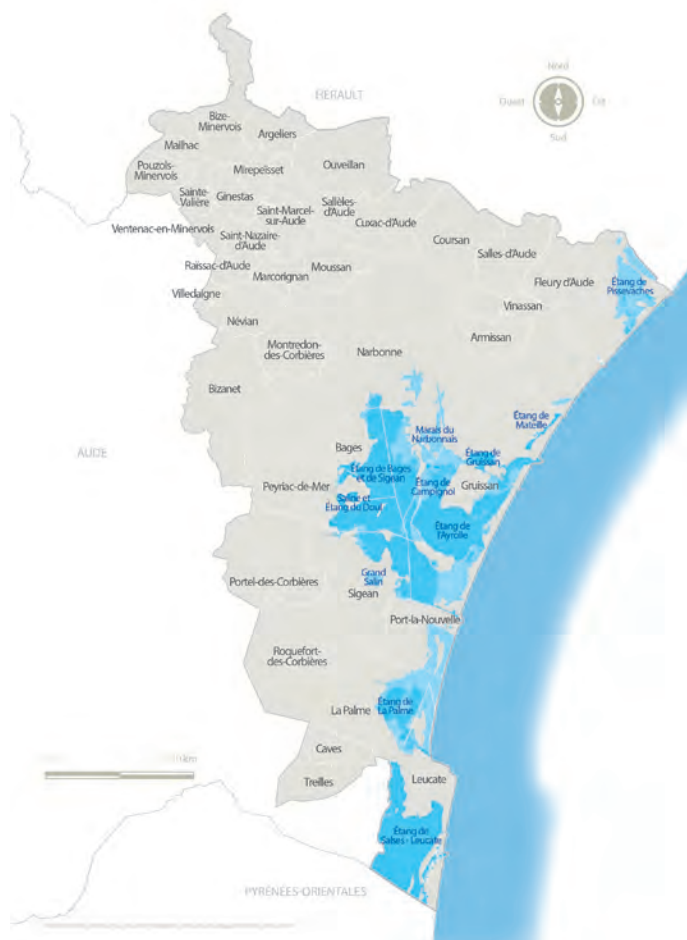 Nord
HÉRAULT
Ouest
Est
Sud
Bize-
Minervois
Argeliers
Mailhac
Pouzols-
Minervois
Mirepeisset
Ouveillan
Sainte-
Valière
Ginestas
Saint-Marcel-
sur-Aude
Sallèles-
d'Aude
Cuxac-d'Aude
Ventenac-en-Minervois
Saint-Nazaire-
d'Aude
Coursan
Salles-d'Aude
Raïssac-d'Aude
Marcorignan
Moussan
Fleury d'Aude
Étang de
Pissevaches
Villedaigne
Vinassan
Névian
Armissan
Montredon-
des-Corbières
Narbonne
Bizanet
Étang de
Mateille
Marais du
Narbonnais
AUDE
Bages
Étang de
Gruissan
Étang de Bages
et de Sigean
Peyriac-de-Mer
Étang de
Campignol
Gruissan
Saline et
Étang du Doul
Étang de
l'Ayrolle
Grand
Salin
Portel-des-Corbières
Sigean
Port-la-Nouvelle
Roquefort-
des-Corbières
Étang de
La Palme
La Palme
Caves
km
Treilles
Leucate
Étang de
Salses - Leucate
PYRÉNÉES-ORIENTALES